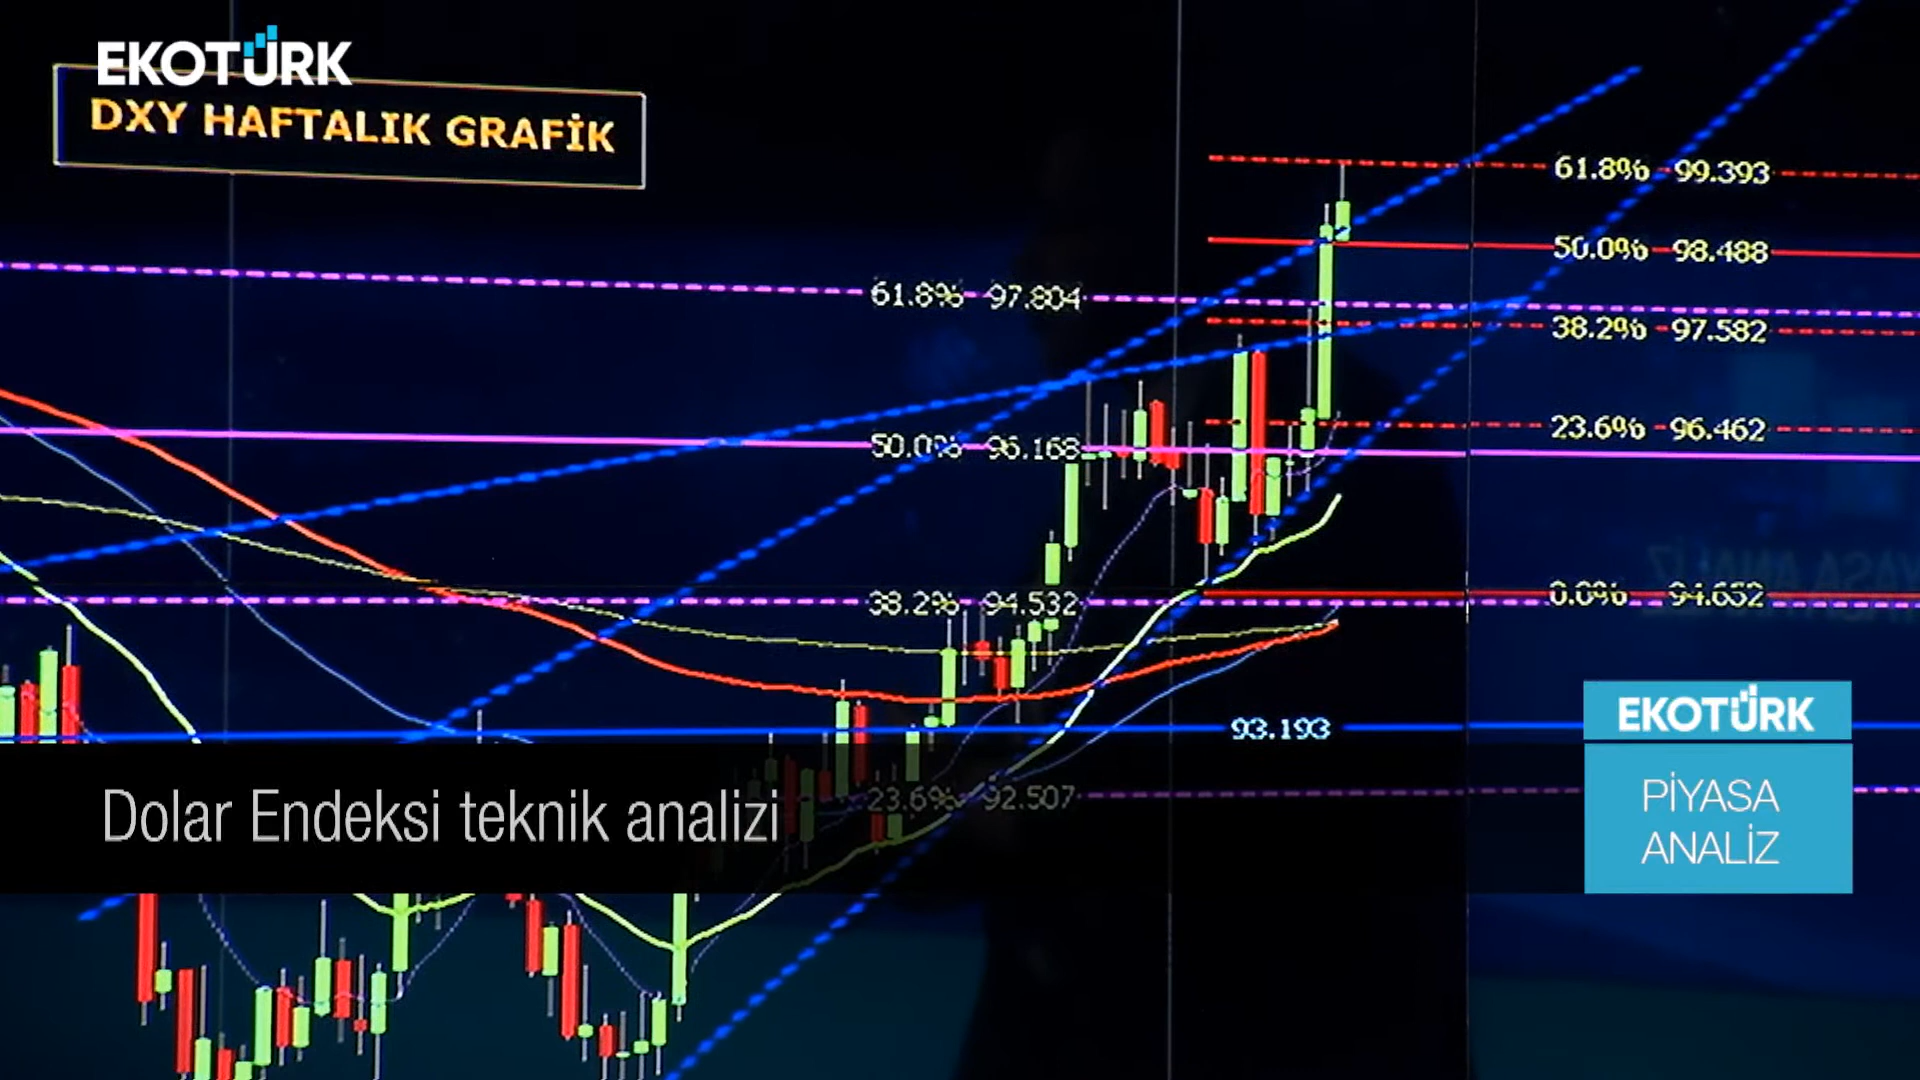 EKOTÜRK
DXY HAFTALIK GRAFİK
61.8% 99.393
50.0% 98.488
61.8% 97.804
38.2% 97.582
23.6% 96.462
50.0% 96.168
0.0% 94.652
38.2% 94.532
93.193
23.6% 92.507
Dolar Endeksi teknik analizi
EKOTÜRK
PİYASA
ANALİZ